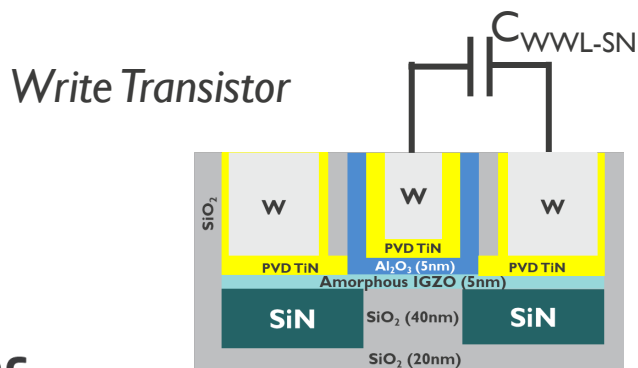 C WWL-SN
Write Transistor
SiO₂
W
W
W
PVD TiN
PVD TiN
Al₂O₃ (5nm)
PVD TiN
Amorphous IGZO (5nm)
SiN
SiO₂ (40nm)
SiN
SiO₂ (20nm)